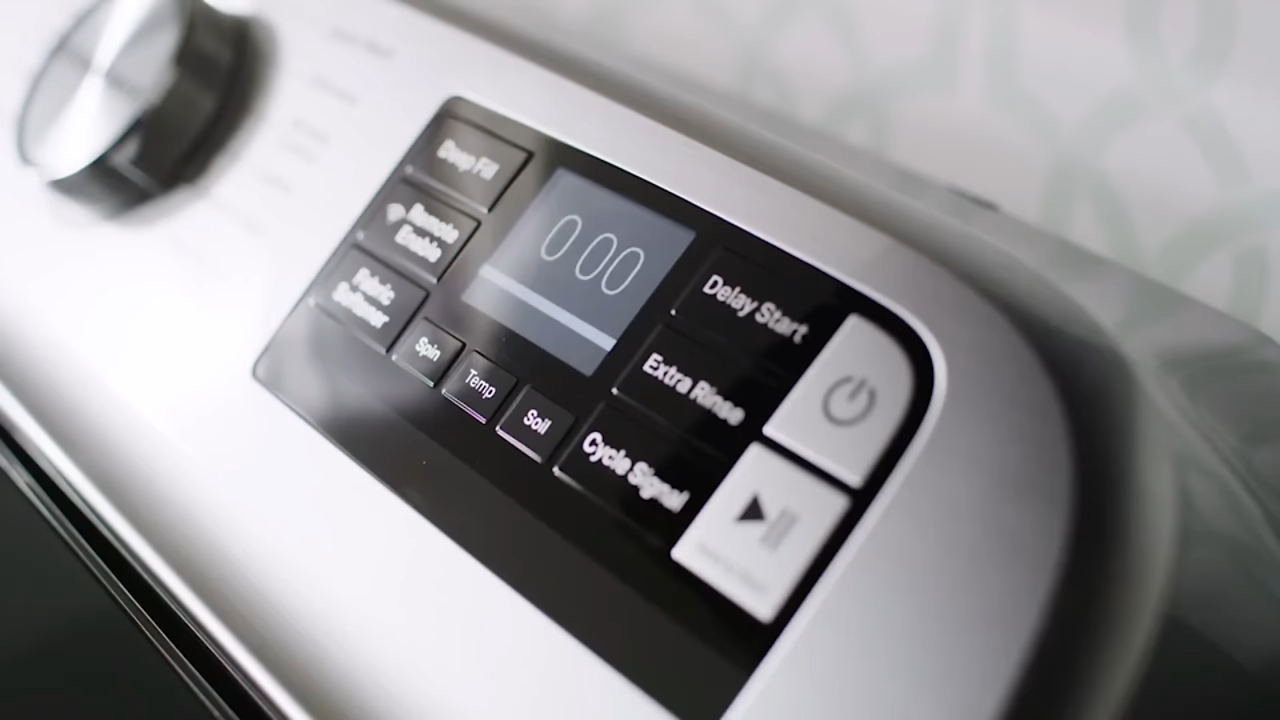 Deep Fill
Remote
Enable
Fabric
Softener
0 00
Spin
Temp
Soil
Delay Start
Extra Rinse
Cycle Signal